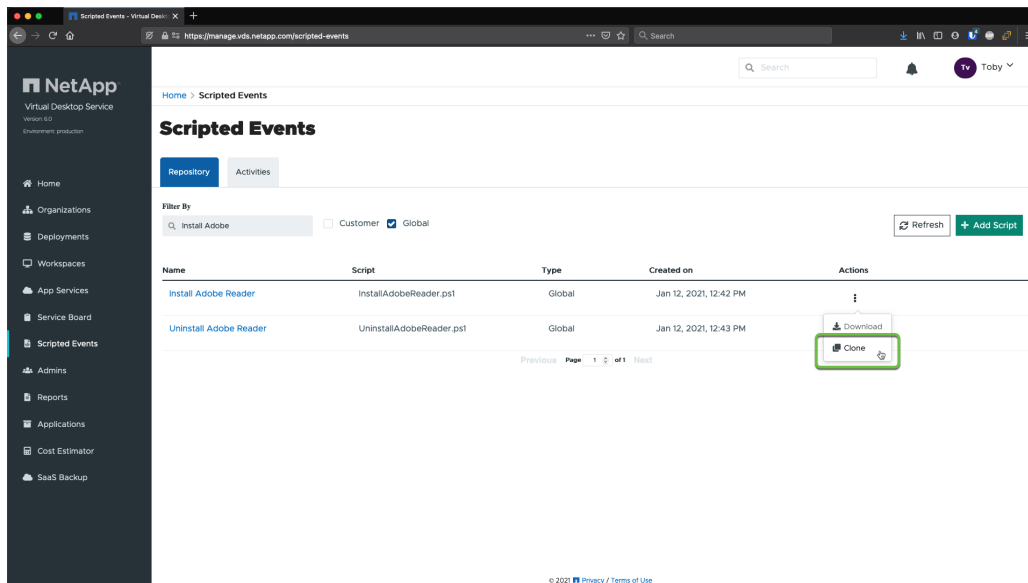 Scripted Events - Virtual Deskt
https://manage.vds.netapp.com/scripted-events
Search
NetApp
Virtual Desktop Service
Version: 6.0
Environment: production
Home
Organizations
Deployments
Workspaces
App Services
Service Board
Scripted Events
Admins
Reports
Applications
Cost Estimator
SaaS Backup
Search
Tv Toby
Home > Scripted Events
Scripted Events
Repository Activities
Filter By
Install Adobe Customer Global
Refresh + Add Script
Name Script Type Created on Actions
Install Adobe Reader InstallAdobeReader.ps1 Global Jan 12, 2021, 12:42 PM
Uninstall Adobe Reader UninstallAdobeReader.ps1 Global Jan 12, 2021, 12:43 PM
Download
Clone
Previous Page 1 of 1 Next
© 2021 Privacy / Terms of Use